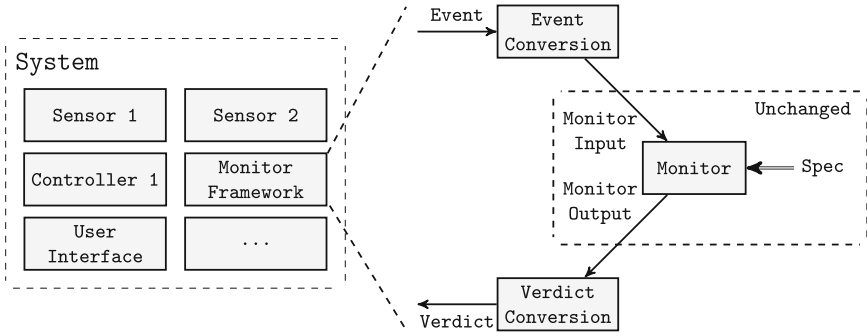 System
Sensor 1
Sensor 2
Controller 1
Monitor
Framework
User
Interface
...
Event
Event
Conversion
Unchanged
Monitor
Input
Monitor
Spec
Monitor
Output
Verdict
Conversion
Verdict